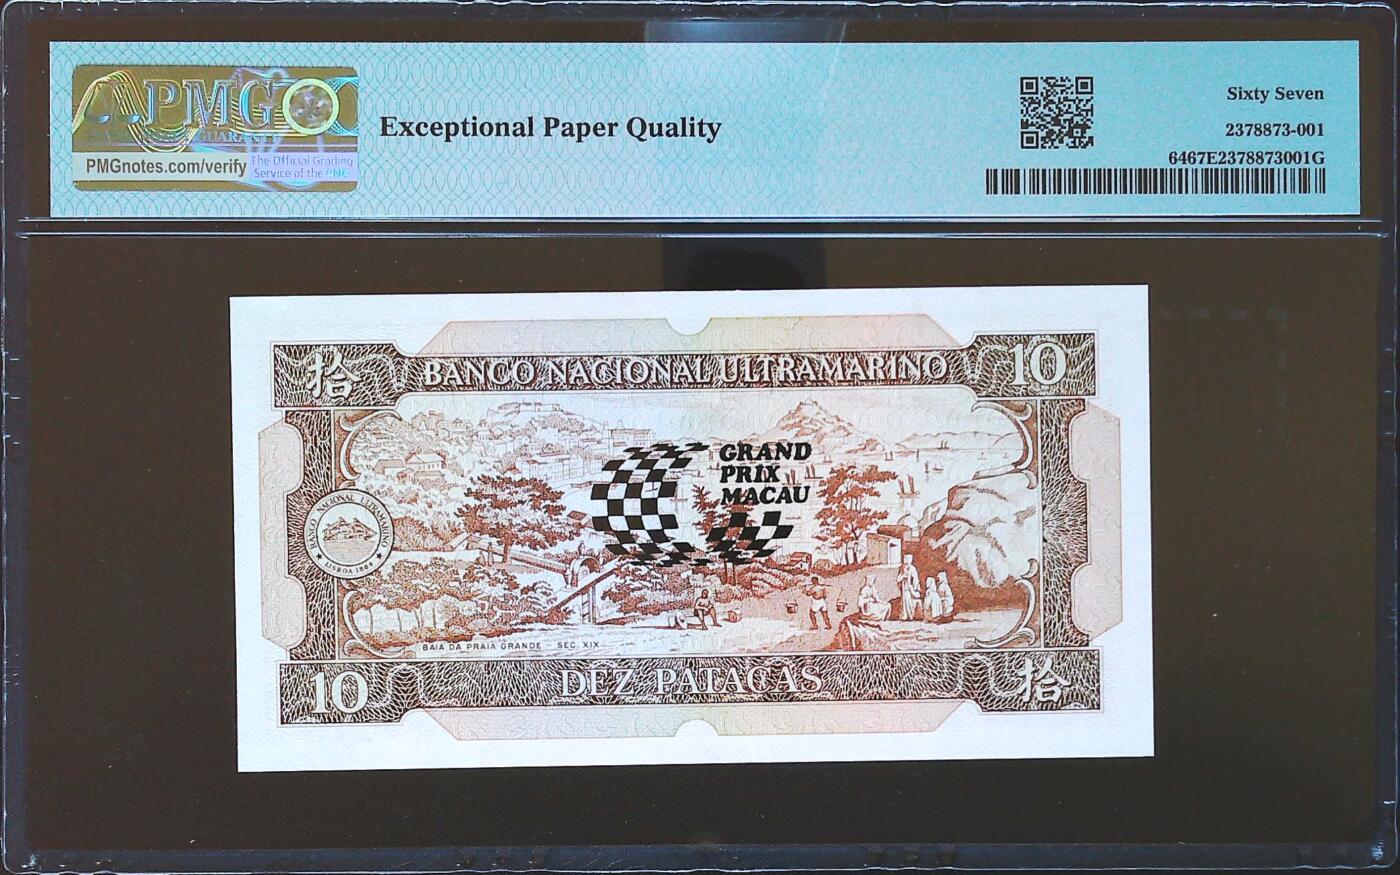 PMG
GUARANT
PMGnotes.com/verify
The Official Grading
Service of the PNG
Exceptional Paper Quality
Sixty Seven
2378873-001
6467E2378873001G
拾
BANCO NACIONAL ULTRAMARINO
10
GRAND
PRIX
MACAU
BANCO NACIONAL ULTRAMARINO
LISBOA·1864
BAIA DA PRAIA GRANDE - SEC. XIX
10
DEZ PATACAS
拾